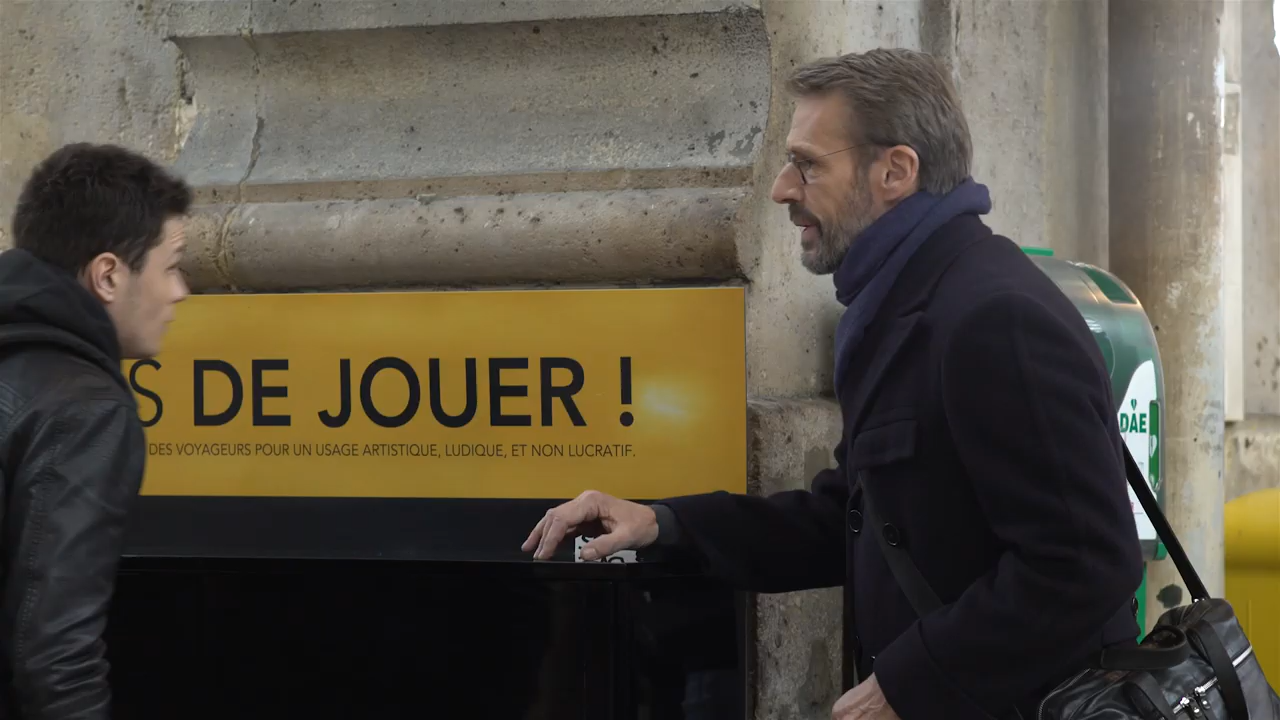 S DE JOUER !
DES VOYAGEURS POUR UN USAGE ARTISTIQUE, LUDIQUE, ET NON LUCRATIF.
DAE